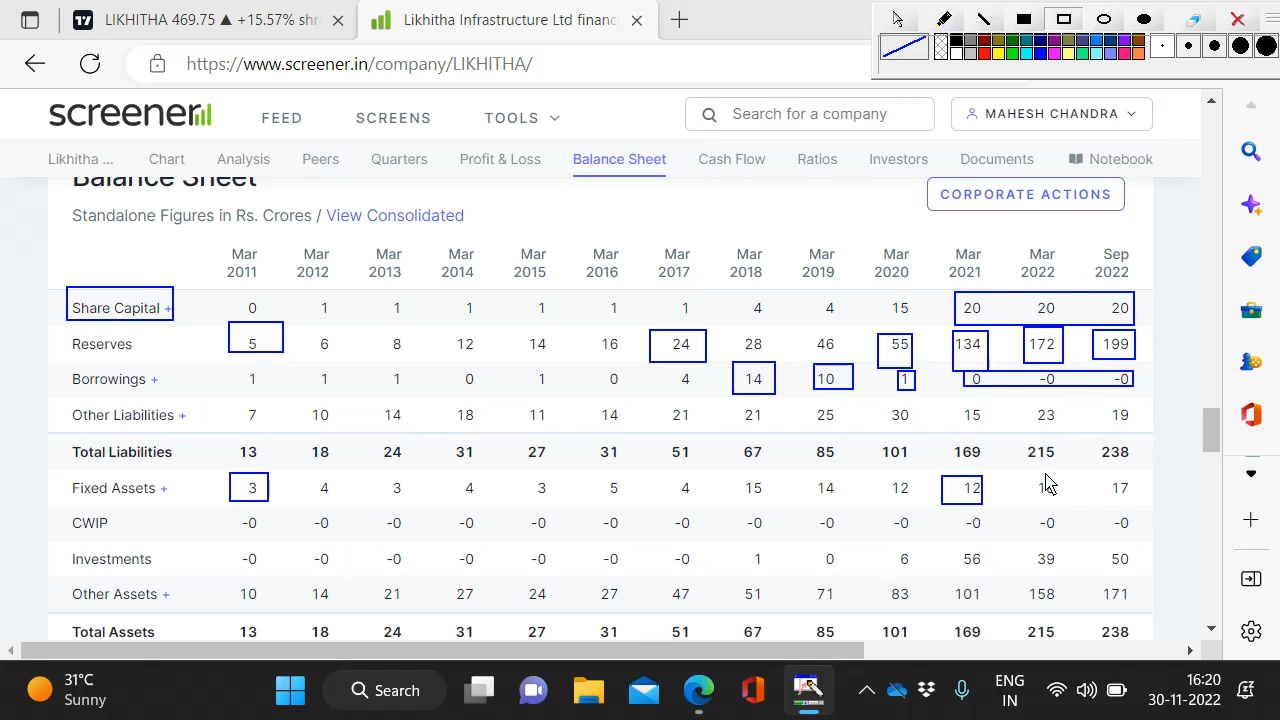 LIKHITHA 469.75 ▲ +15.57% shr
Likhitha Infrastructure Ltd financ
https://www.screener.in/company/LIKHITHA/
screener
FEED
SCREENS
TOOLS
Search for a company
MAHESH CHANDRA
Likhitha ... Chart Analysis Peers Quarters Profit & Loss Balance Sheet Cash Flow Ratios Investors Documents Notebook
Balance Sheet
CORPORATE ACTIONS
Standalone Figures in Rs. Crores / View Consolidated
Mar 2011 Mar 2012 Mar 2013 Mar 2014 Mar 2015 Mar 2016 Mar 2017 Mar 2018 Mar 2019 Mar 2020 Mar 2021 Mar 2022 Sep 2022
Share Capital + 0 1 1 1 1 1 1 4 4 15 20 20 20
Reserves 5 6 8 12 14 16 24 28 46 55 134 172 199
Borrowings + 1 1 1 0 1 0 4 14 10 1 0 -0 -0
Other Liabilities + 7 10 14 18 11 14 21 21 25 30 15 23 19
Total Liabilities 13 18 24 31 27 31 51 67 85 101 169 215 238
Fixed Assets + 3 4 3 4 3 5 4 15 14 12 12 17
CWIP -0 -0 -0 -0 -0 -0 -0 -0 -0 -0 -0 -0 -0
Investments -0 -0 -0 -0 -0 -0 -0 1 0 6 56 39 50
Other Assets + 10 14 21 27 24 27 47 51 71 83 101 158 171
Total Assets 13 18 24 31 27 31 51 67 85 101 169 215 238
31°C
Sunny
Search
ENG
IN
16:20
30-11-2022